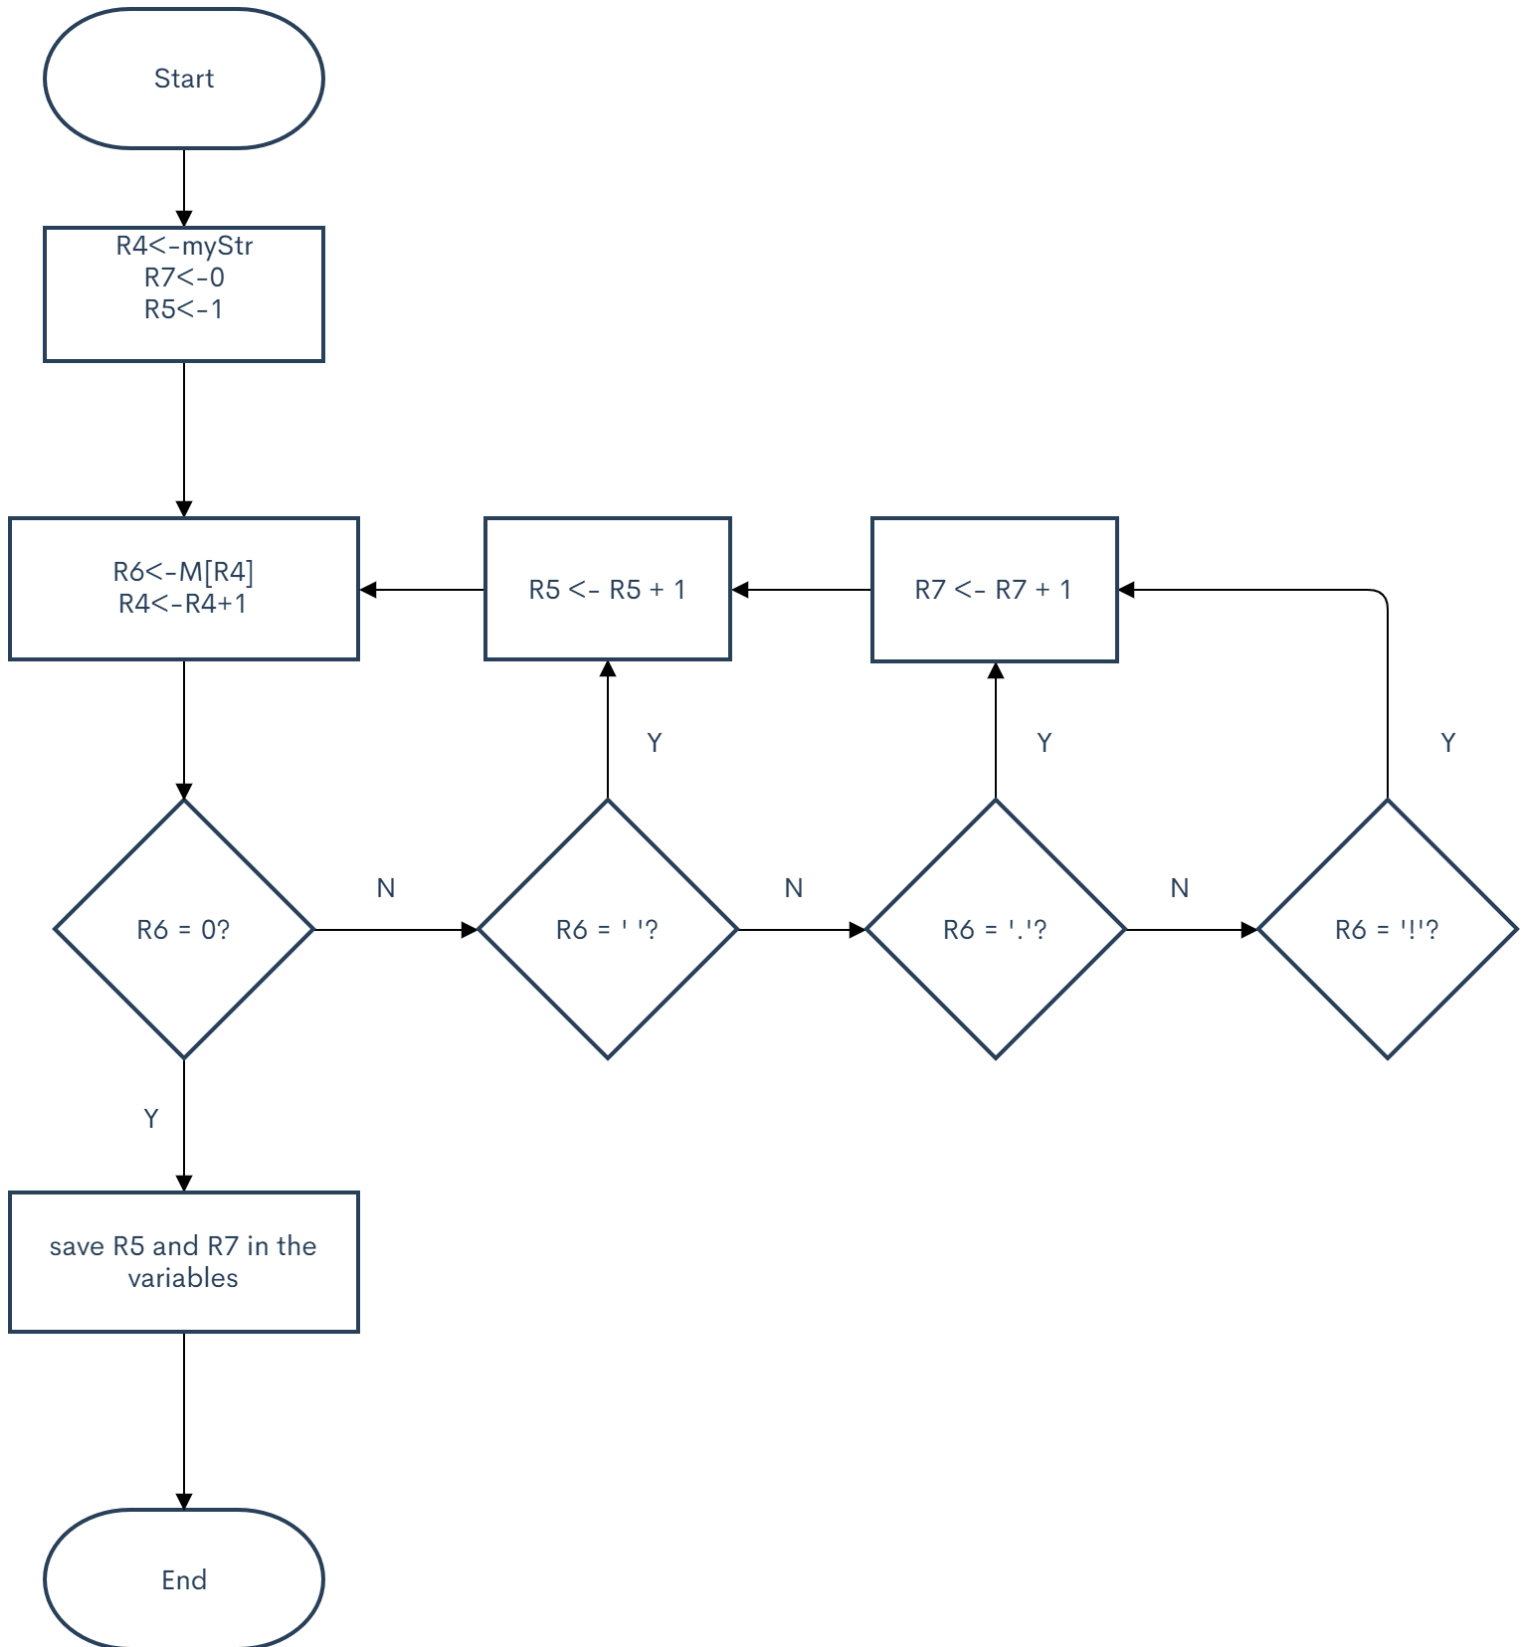 Start
R4<-myStr
R7<-0
R5<-1
R6<-M[R4]
R4<-R4+1
R5 <- R5 + 1
R7 <- R7 + 1
Y
Y
Y
N
N
N
R6 = 0?
R6 = ' '?
R6 = '.'?
R6 = '!'?
Y
save R5 and R7 in the
variables
End